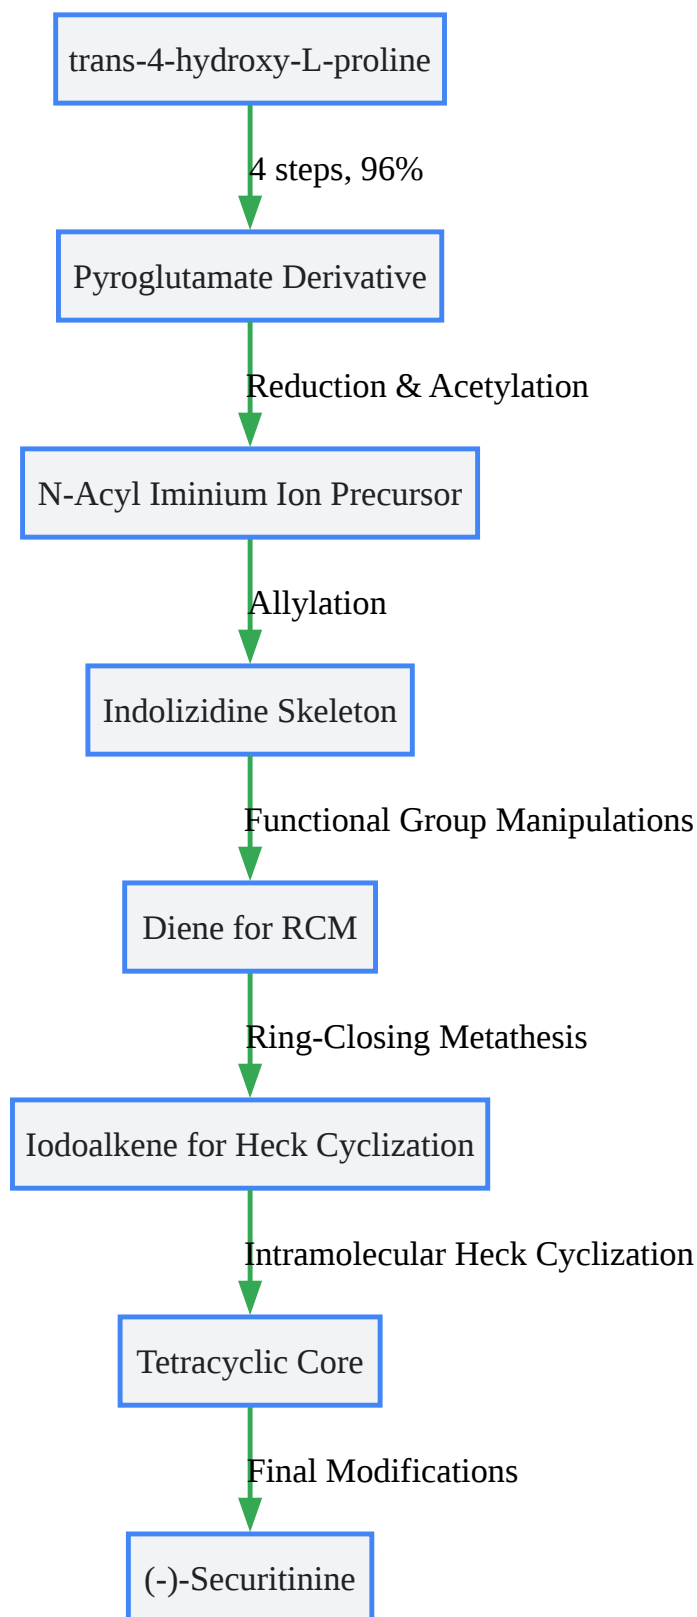 trans-4-hydroxy-L-proline
4 steps, 96%
Pyroglutamate Derivative
Reduction & Acetylation
N-Acyl Iminium Ion Precursor
Allylation
Indolizidine Skeleton
Functional Group Manipulations
Diene for RCM
Ring-Closing Metathesis
Iodoalkene for Heck Cyclization
Intramolecular Heck Cyclization
Tetracyclic Core
Final Modifications
(-)-Securitinine